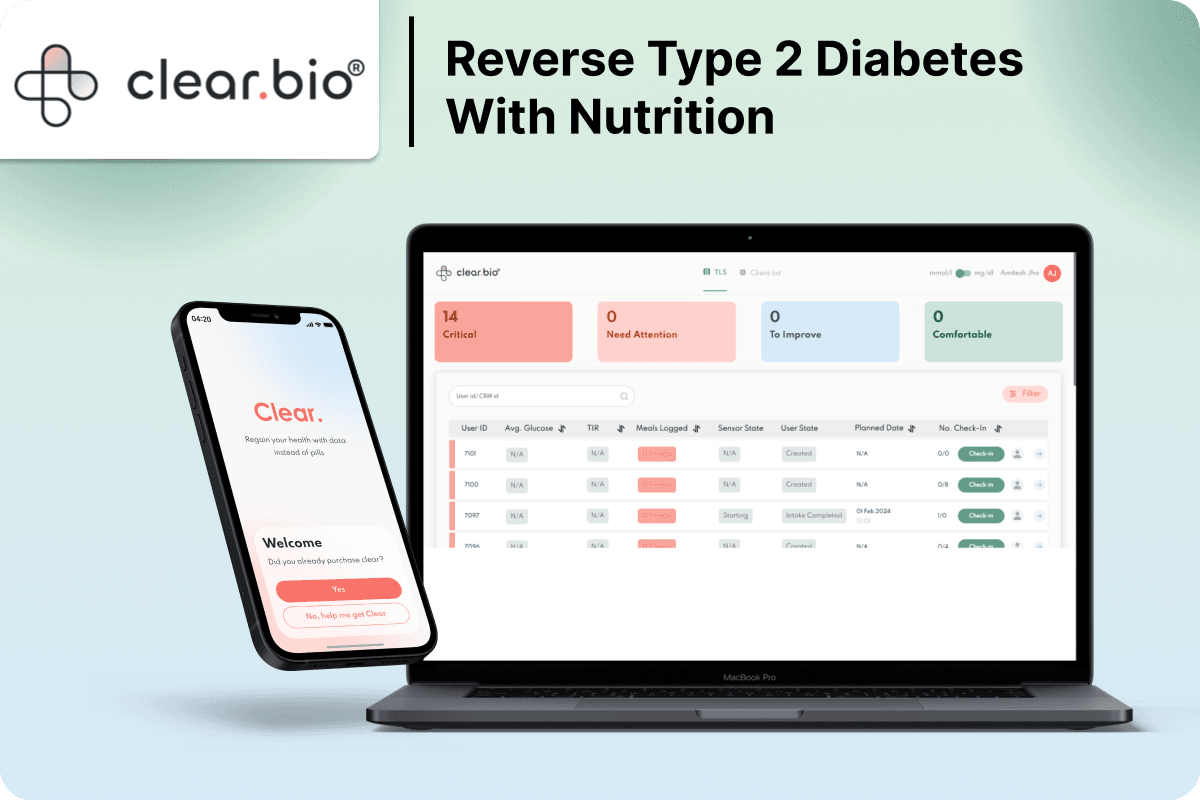 clear.bio®
Reverse Type 2 Diabetes
With Nutrition
04:20
Clear.
Regain your health with data
instead of pills
Welcome
Did you already purchase clear?
Yes
No, help me get Clear
clear.bio®
TLS
Client list
mmol/l
mg/dl
Amitesh Jha
AJ
14
Critical
0
Need Attention
0
To Improve
0
Comfortable
User id/ CRM id
Filter
User ID Avg. Glucose TIR Meals Logged Sensor State User State Planned Date No. Check-In
7101 N/A N/A N/A Created N/A 0/0 Check-in
7100 N/A N/A N/A Created N/A 0/8 Check-in
7097 N/A N/A Starting Intake Completed 01 Feb 2024 1/0 Check-in
13:01
7096 N/A N/A N/A Created N/A 0/4 Check-in
MacBook Pro